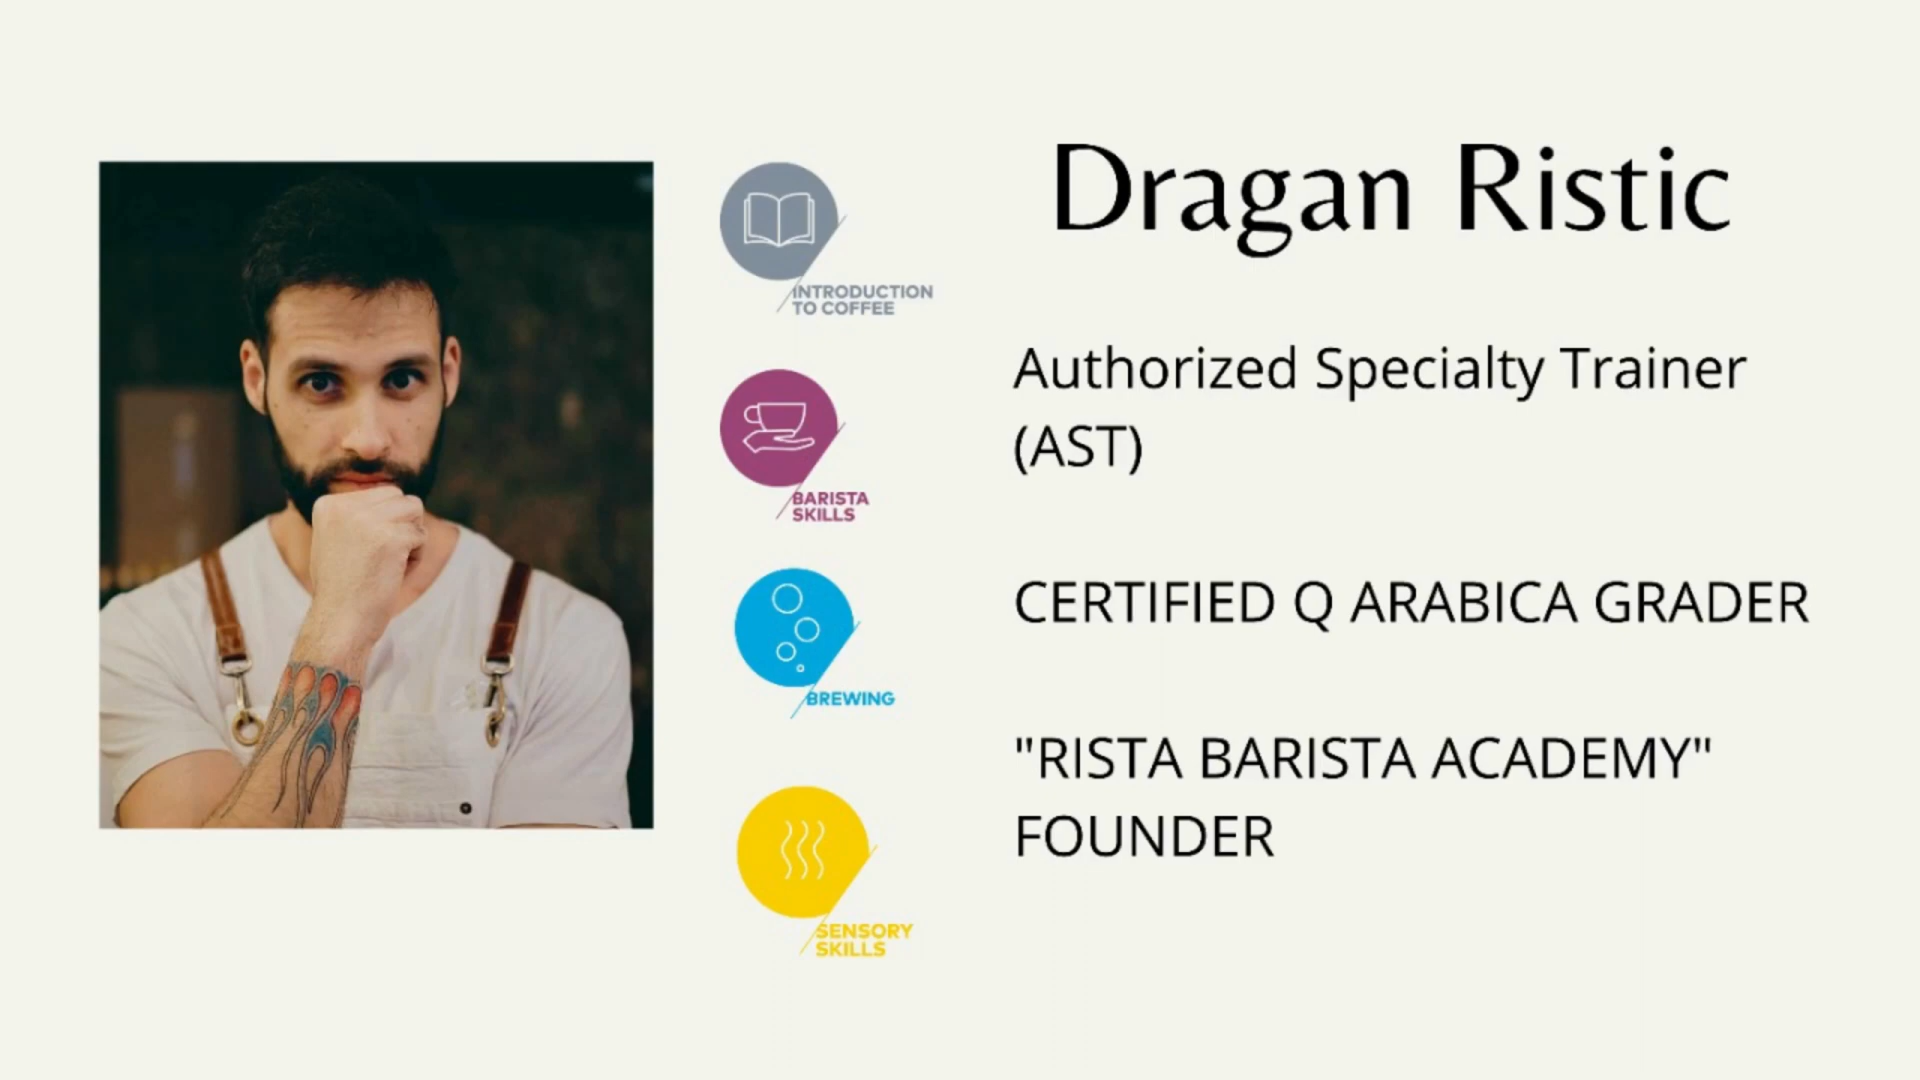 Dragan Ristic
INTRODUCTION
TO COFFEE
BARISTA
SKILLS
BREWING
SENSORY
SKILLS
Authorized Specialty Trainer
(AST)
CERTIFIED Q ARABICA GRADER
"RISTA BARISTA ACADEMY"
FOUNDER